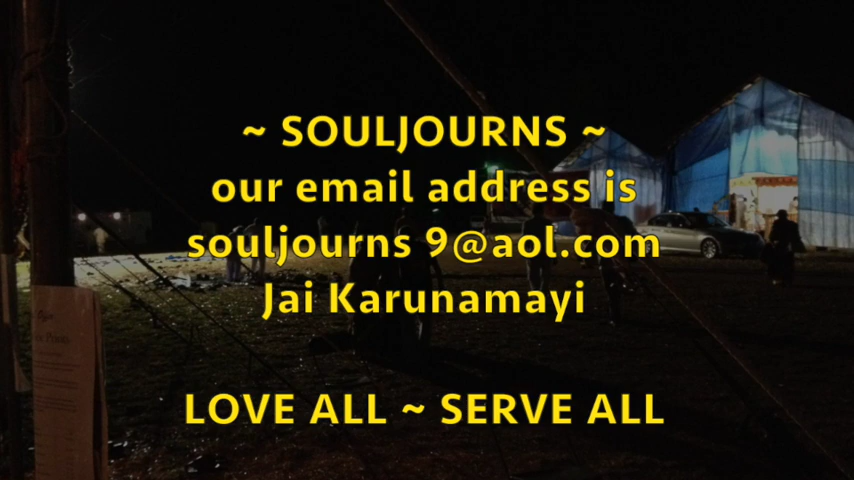 ~ SOULJOURNS ~
our email address is
souljourns 9@aol.com
Jai Karunamayi
LOVE ALL ~ SERVE ALL